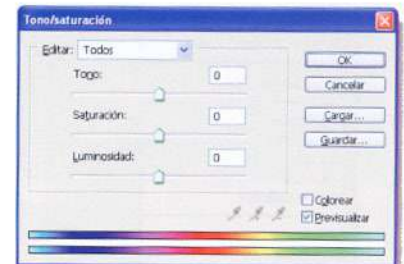 Tono/saturación
Editar: Todos
OK
Tono: 0
Cancelar
Saturación: 0
Cargar...
Guardar...
Luminosidad: 0
Colorear
Previsualizar